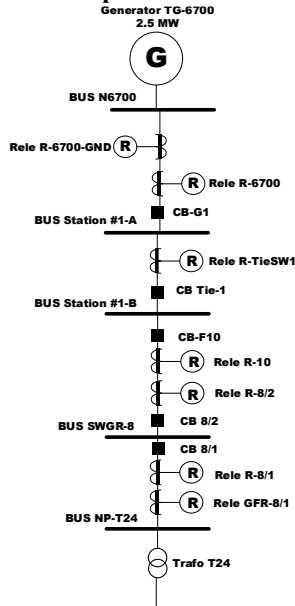 Generator TG-6700
2.5 MW
G
BUS N6700
Rele R-6700-GND R
R Rele R-6700
CB-G1
BUS Station #1-A
R Rele R-TieSW1
CB Tie-1
BUS Station #1-B
CB-F10
R Rele R-10
R Rele R-8/2
CB 8/2
BUS SWGR-8
CB 8/1
R Rele R-8/1
R Rele GFR-8/1
BUS NP-T24
Trafo T24